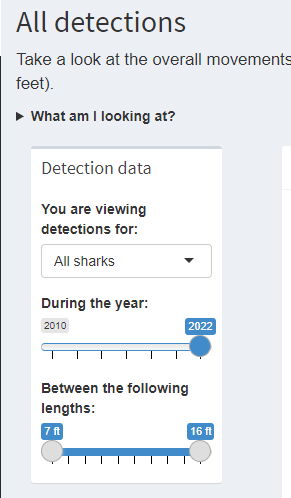 All detections
Take a look at the overall movements
feet).
What am I looking at?
Detection data
You are viewing
detections for:
All sharks
During the year:
2010 2022
Between the following
lengths:
7 ft 16 ft